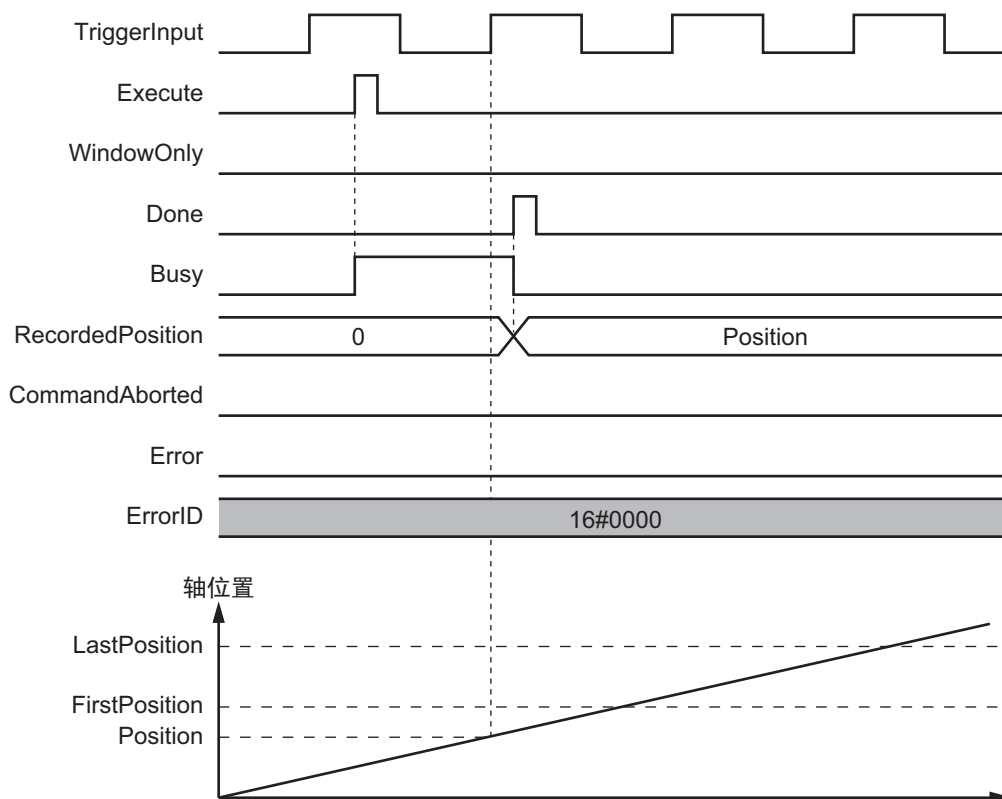 TriggerInput
Execute
WindowOnly
Done
Busy
RecordedPosition 0 Position
CommandAborted
Error
ErrorID 16#0000
轴位置
LastPosition
FirstPosition
Position